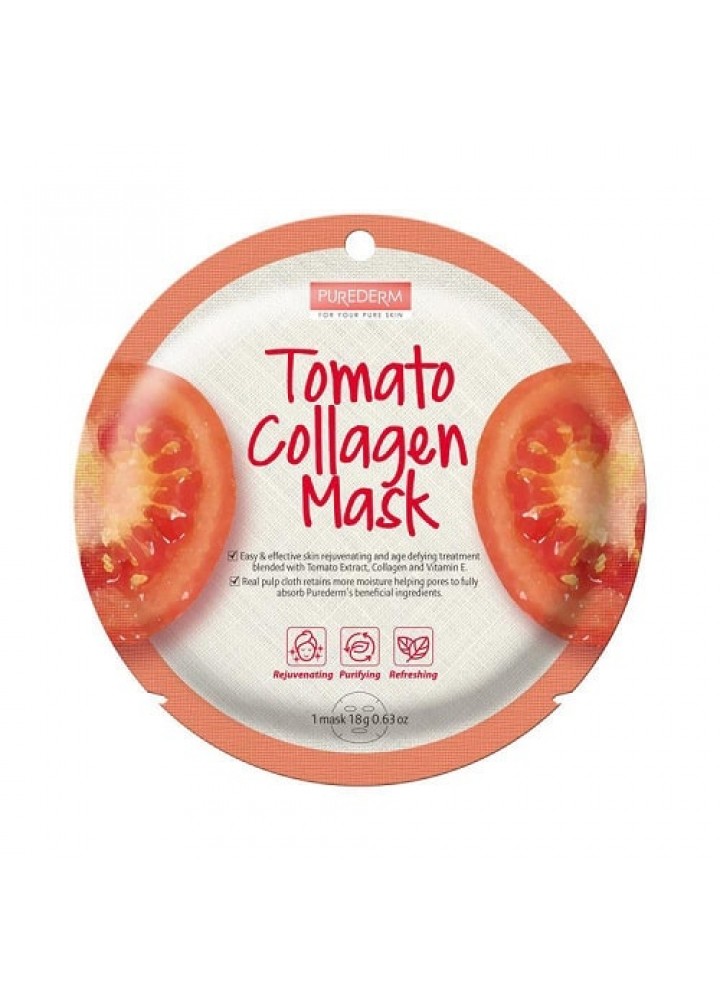 PUREDERM
FOR YOUR PURE SKIN
Tomato
Collagen
Mask
Easy & effective skin rejuvenating and age defying treatment
blended with Tomato Extract, Collagen and Vitamin E.
Real pulp cloth retains more moisture helping pores to fully
absorb Purederm's beneficial ingredients.
Rejuvenating Purifying Refreshing
1 mask 18g 0.63 oz